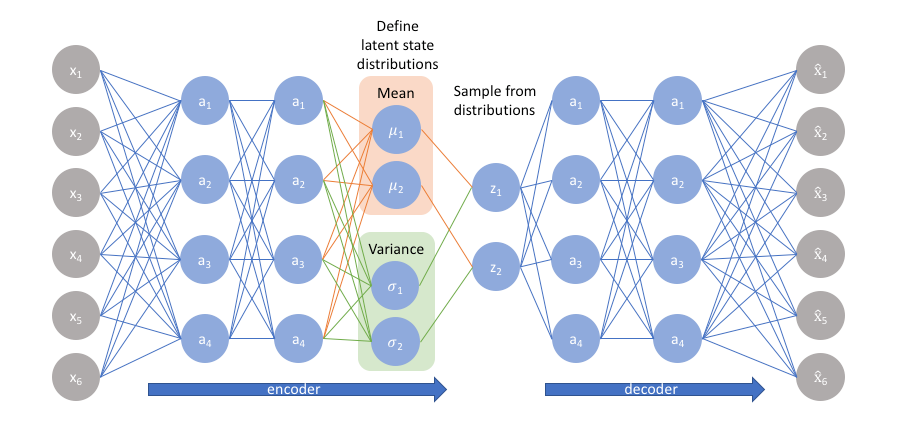 Define
latent state
distributions
Mean
Sample from
distributions
Variance
x₁
x₂
x₃
x₄
x₅
x₆
a₁
a₂
a₃
a₄
a₁
a₂
a₃
a₄
μ₁
μ₂
σ₁
σ₂
z₁
z₂
a₁
a₂
a₃
a₄
a₁
a₂
a₃
a₄
x̂₁
x̂₂
x̂₃
x̂₄
x̂₅
x̂₆
encoder
decoder